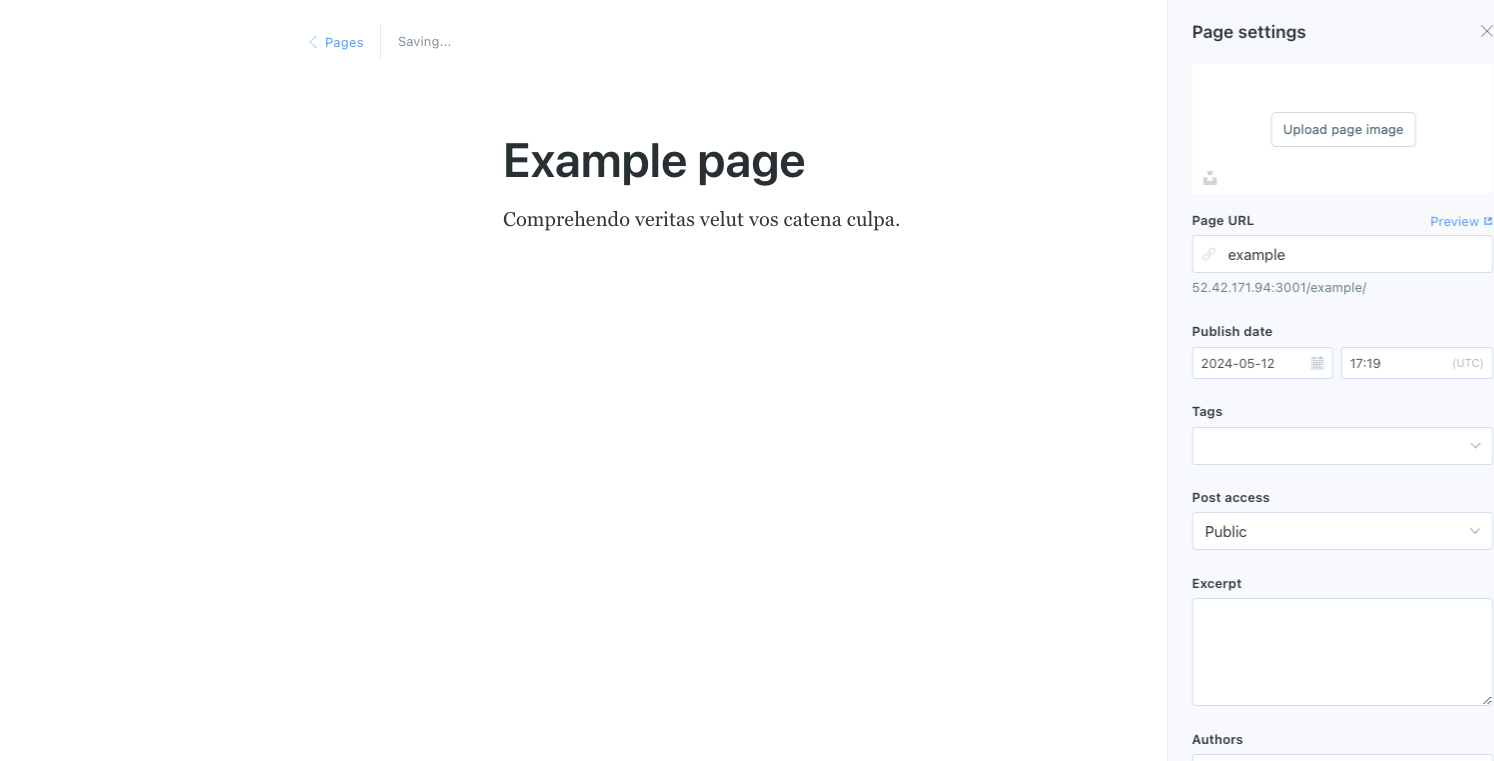 Pages
Saving...
Example page
Comprehendo veritas velut vos catena culpa.
Page settings
Upload page image
Page URL
Preview
example
52.42.171.94:3001/example/
Publish date
2024-05-12
17:19
(UTC)
Tags
Post access
Public
Excerpt
Authors